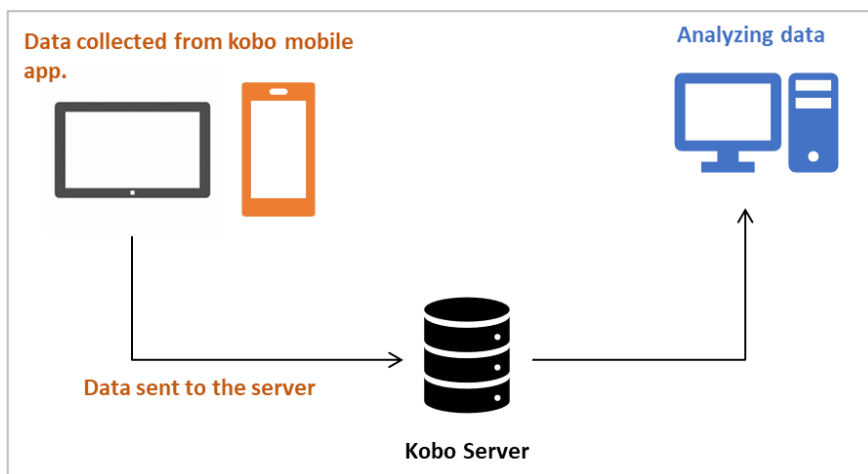 Data collected from kobo mobile
app.
Analyzing data
Data sent to the server
Kobo Server